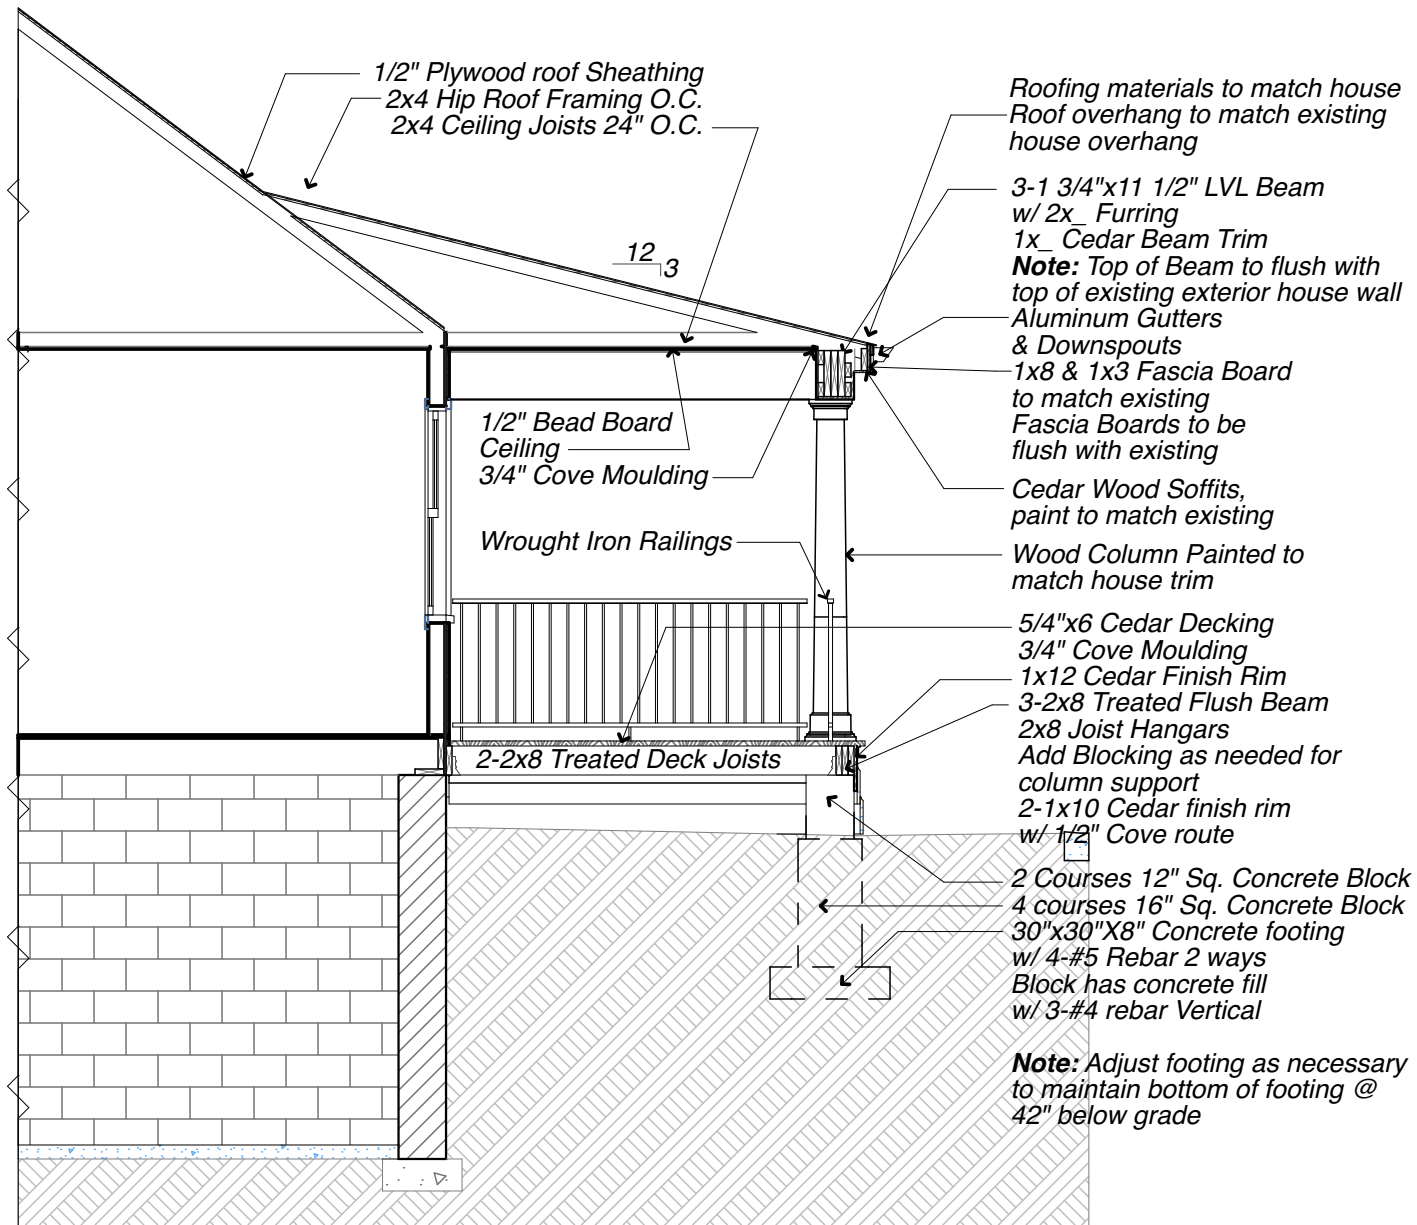 1/2" Plywood roof Sheathing
2x4 Hip Roof Framing O.C.
2x4 Ceiling Joists 24" O.C.
Roofing materials to match house
Roof overhang to match existing
house overhang
3-1 3/4"x11 1/2" LVL Beam
w/ 2x_ Furring
1x_ Cedar Beam Trim
Note: Top of Beam to flush with
top of existing exterior house wall
Aluminum Gutters
& Downspouts
1x8 & 1x3 Fascia Board
to match existing
Fascia Boards to be
flush with existing
12
3
1/2" Bead Board
Ceiling
3/4" Cove Moulding
Cedar Wood Soffits,
paint to match existing
Wrought Iron Railings
Wood Column Painted to
match house trim
5/4"x6 Cedar Decking
3/4" Cove Moulding
1x12 Cedar Finish Rim
3-2x8 Treated Flush Beam
2x8 Joist Hangars
Add Blocking as needed for
column support
2-1x10 Cedar finish rim
w/ 1/2" Cove route
2-2x8 Treated Deck Joists
2 Courses 12" Sq. Concrete Block
4 courses 16" Sq. Concrete Block
30"x30"X8" Concrete footing
w/ 4-#5 Rebar 2 ways
Block has concrete fill
w/ 3-#4 rebar Vertical
Note: Adjust footing as necessary
to maintain bottom of footing @
42" below grade